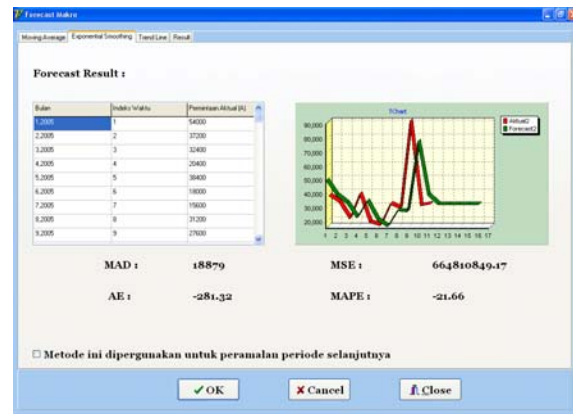 Forecast Makro
Moving Average Exponential Smoothing Trend Line Result
Forecast Result :
Bulan Indeks Waktu Permintaan Aktual (A)
1,2005 1 54000
2,2005 2 37200
3,2005 3 32400
4,2005 4 20400
5,2005 5 38400
6,2005 6 18000
7,2005 7 15600
8,2005 8 31200
9,2005 9 27600
TChart
90,000
80,000
70,000
60,000
50,000
40,000
30,000
20,000
1 2 3 4 5 6 7 8 9 10 11 12 13 14 15 16 17
Aktual2
Forecast2
MAD : 18879 MSE : 664810849.17
AE : -281.32 MAPE : -21.66
Metode ini dipergunakan untuk peramalan periode selanjutnya
OK Cancel Close